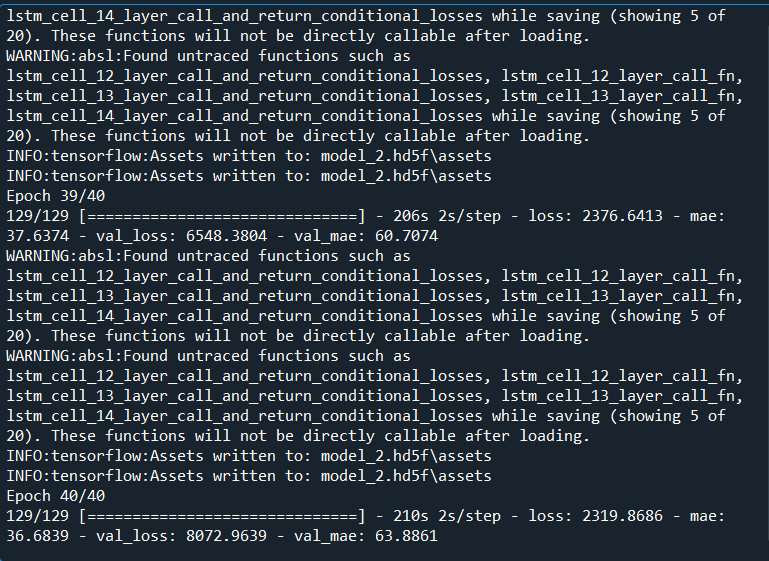 lstm_cell_14_layer_call_and_return_conditional_losses while saving (showing 5 of
20). These functions will not be directly callable after loading.
WARNING:absl:Found untraced functions such as
lstm_cell_12_layer_call_and_return_conditional_losses, lstm_cell_12_layer_call_fn,
lstm_cell_13_layer_call_and_return_conditional_losses, lstm_cell_13_layer_call_fn,
lstm_cell_14_layer_call_and_return_conditional_losses while saving (showing 5 of
20). These functions will not be directly callable after loading.
INFO:tensorflow:Assets written to: model_2.hd5f\assets
INFO:tensorflow:Assets written to: model_2.hd5f\assets
Epoch 39/40
129/129 [==============================] - 206s 2s/step - loss: 2376.6413 - mae:
37.6374 - val_loss: 6548.3804 - val_mae: 60.7074
WARNING:absl:Found untraced functions such as
lstm_cell_12_layer_call_and_return_conditional_losses, lstm_cell_12_layer_call_fn,
lstm_cell_13_layer_call_and_return_conditional_losses, lstm_cell_13_layer_call_fn,
lstm_cell_14_layer_call_and_return_conditional_losses while saving (showing 5 of
20). These functions will not be directly callable after loading.
WARNING:absl:Found untraced functions such as
lstm_cell_12_layer_call_and_return_conditional_losses, lstm_cell_12_layer_call_fn,
lstm_cell_13_layer_call_and_return_conditional_losses, lstm_cell_13_layer_call_fn,
lstm_cell_14_layer_call_and_return_conditional_losses while saving (showing 5 of
20). These functions will not be directly callable after loading.
INFO:tensorflow:Assets written to: model_2.hd5f\assets
INFO:tensorflow:Assets written to: model_2.hd5f\assets
Epoch 40/40
129/129 [==============================] - 210s 2s/step - loss: 2319.8686 - mae:
36.6839 - val_loss: 8072.9639 - val_mae: 63.8861